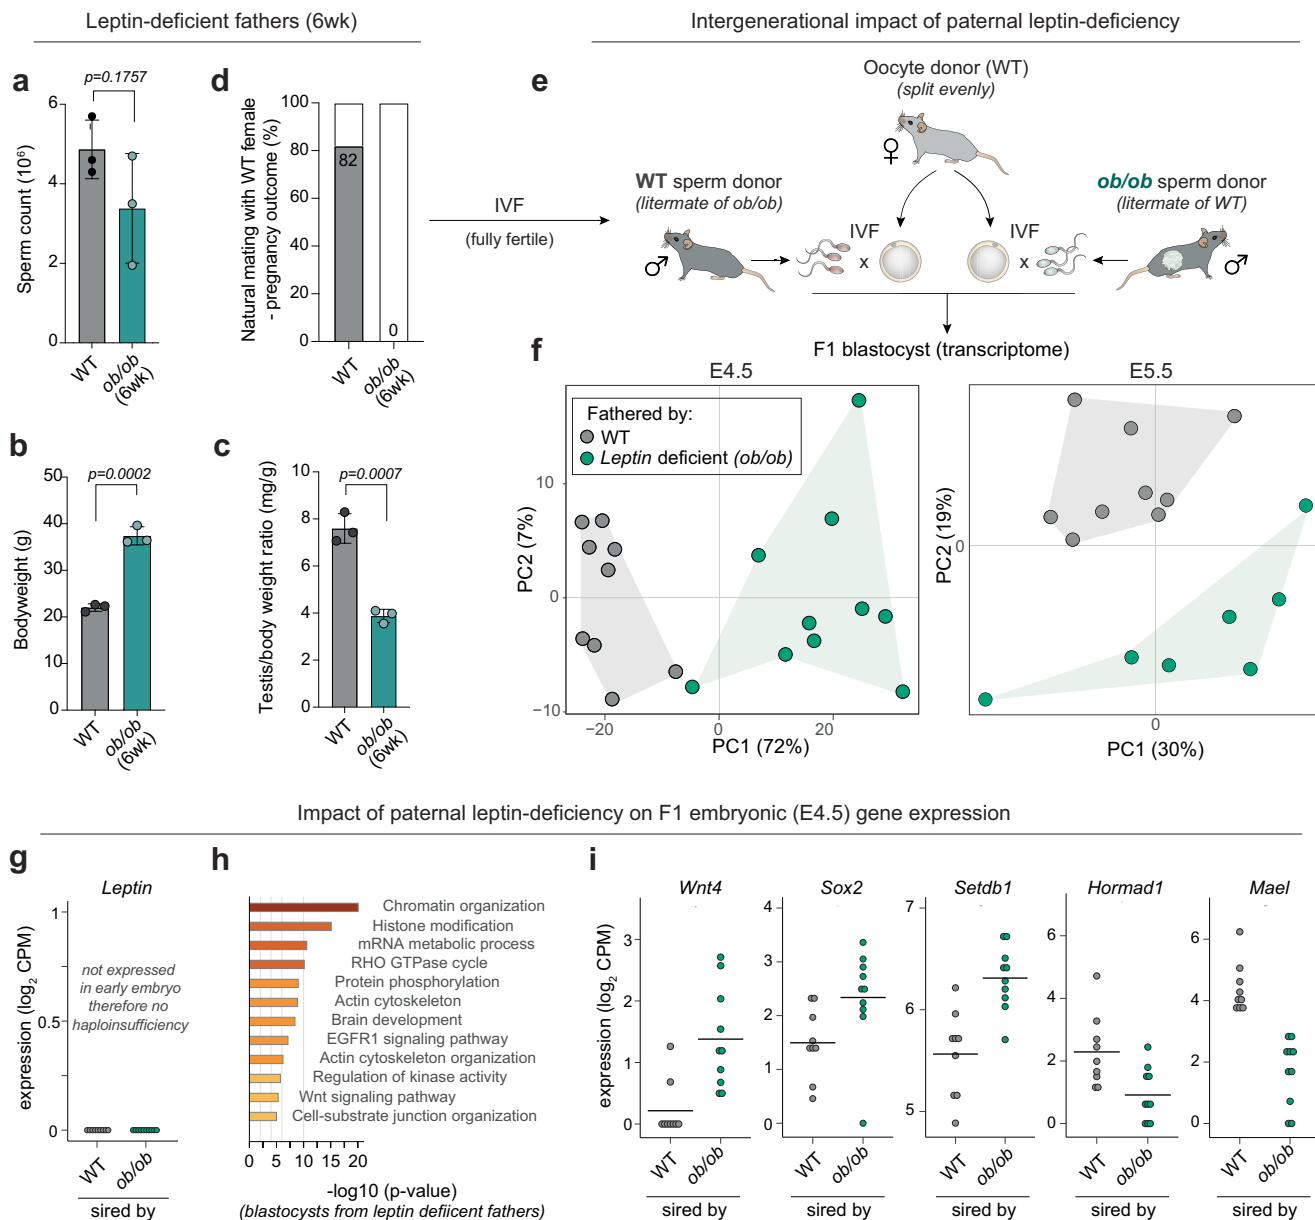 Leptin-deficient fathers (6wk)
Intergenerational impact of paternal leptin-deficiency
a
p=0.1757
Sperm count (10⁶)
6
4
2
0
WT
ob/ob
(6wk)
d
Natural mating with WT female
- pregnancy outcome (%)
100
80
60
40
20
0
82
0
WT
ob/ob
(6wk)
IVF
(fully fertile)
e
Oocyte donor (WT)
(split evenly)
♀
WT sperm donor
(litermate of ob/ob)
ob/ob sperm donor
(litermate of WT)
♂
IVF
x
IVF
x
♂
F1 blastocyst (transcriptome)
b
p=0.0002
Bodyweight (g)
50
40
30
20
10
0
WT
ob/ob
(6wk)
c
p=0.0007
Testis/body weight ratio (mg/g)
10
8
6
4
2
0
WT
ob/ob
(6wk)
f
E4.5
Fathered by:
WT
Leptin deficient (ob/ob)
PC2 (7%)
10
0
−10
−20
0
20
PC1 (72%)
E5.5
PC2 (19%)
0
0
PC1 (30%)
Impact of paternal leptin-deficiency on F1 embryonic (E4.5) gene expression
g
Leptin
expression (log₂ CPM)
1
0.5
0
not expressed
in early embryo
therefore no
haploinsufficiency
WT
ob/ob
sired by
h
Chromatin organization
Histone modification
mRNA metabolic process
RHO GTPase cycle
Protein phosphorylation
Actin cytoskeleton
Brain development
EGFR1 signaling pathway
Actin cytoskeleton organization
Regulation of kinase activity
Wnt signaling pathway
Cell-substrate junction organization
0
5
10
15
20
-log10 (p-value)
(blastocysts from leptin defiicent fathers)
i
expression (log₂ CPM)
Wnt4
3
2
1
0
WT
ob/ob
sired by
Sox2
4
3
2
1
0
WT
ob/ob
sired by
Setdb1
7
6
5
WT
ob/ob
sired by
Hormad1
6
4
2
0
WT
ob/ob
sired by
Mael
6
4
2
0
WT
ob/ob
sired by